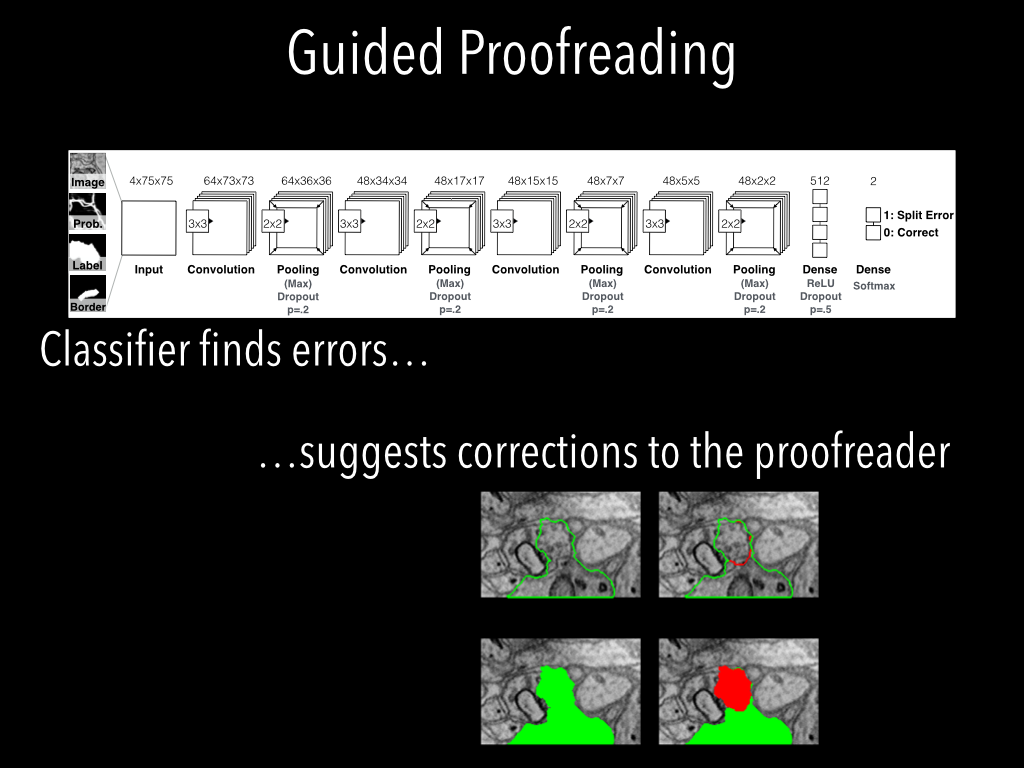 Guided Proofreading
Image
Prob.
Label
Border
4x75x75
64x73x73
64x36x36
48x34x34
48x17x17
48x15x15
48x7x7
48x5x5
48x2x2
512
2
3x3
2x2
3x3
2x2
3x3
2x2
3x3
2x2
1: Split Error
0: Correct
Input
Convolution
Pooling
(Max)
Dropout
p=.2
Convolution
Pooling
(Max)
Dropout
p=.2
Convolution
Pooling
(Max)
Dropout
p=.2
Convolution
Pooling
(Max)
Dropout
p=.2
Dense
ReLU
Dropout
p=.5
Dense
Softmax
Classifier finds errors…
…suggests corrections to the proofreader